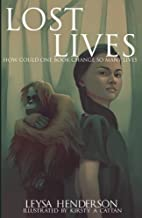 LOST
LIVES
HOW COULD ONE BOOK CHANGE SO MANY LIVES
LEYSA HENDERSON
ILLUSTRATED BY KIRSTY A CATTAN